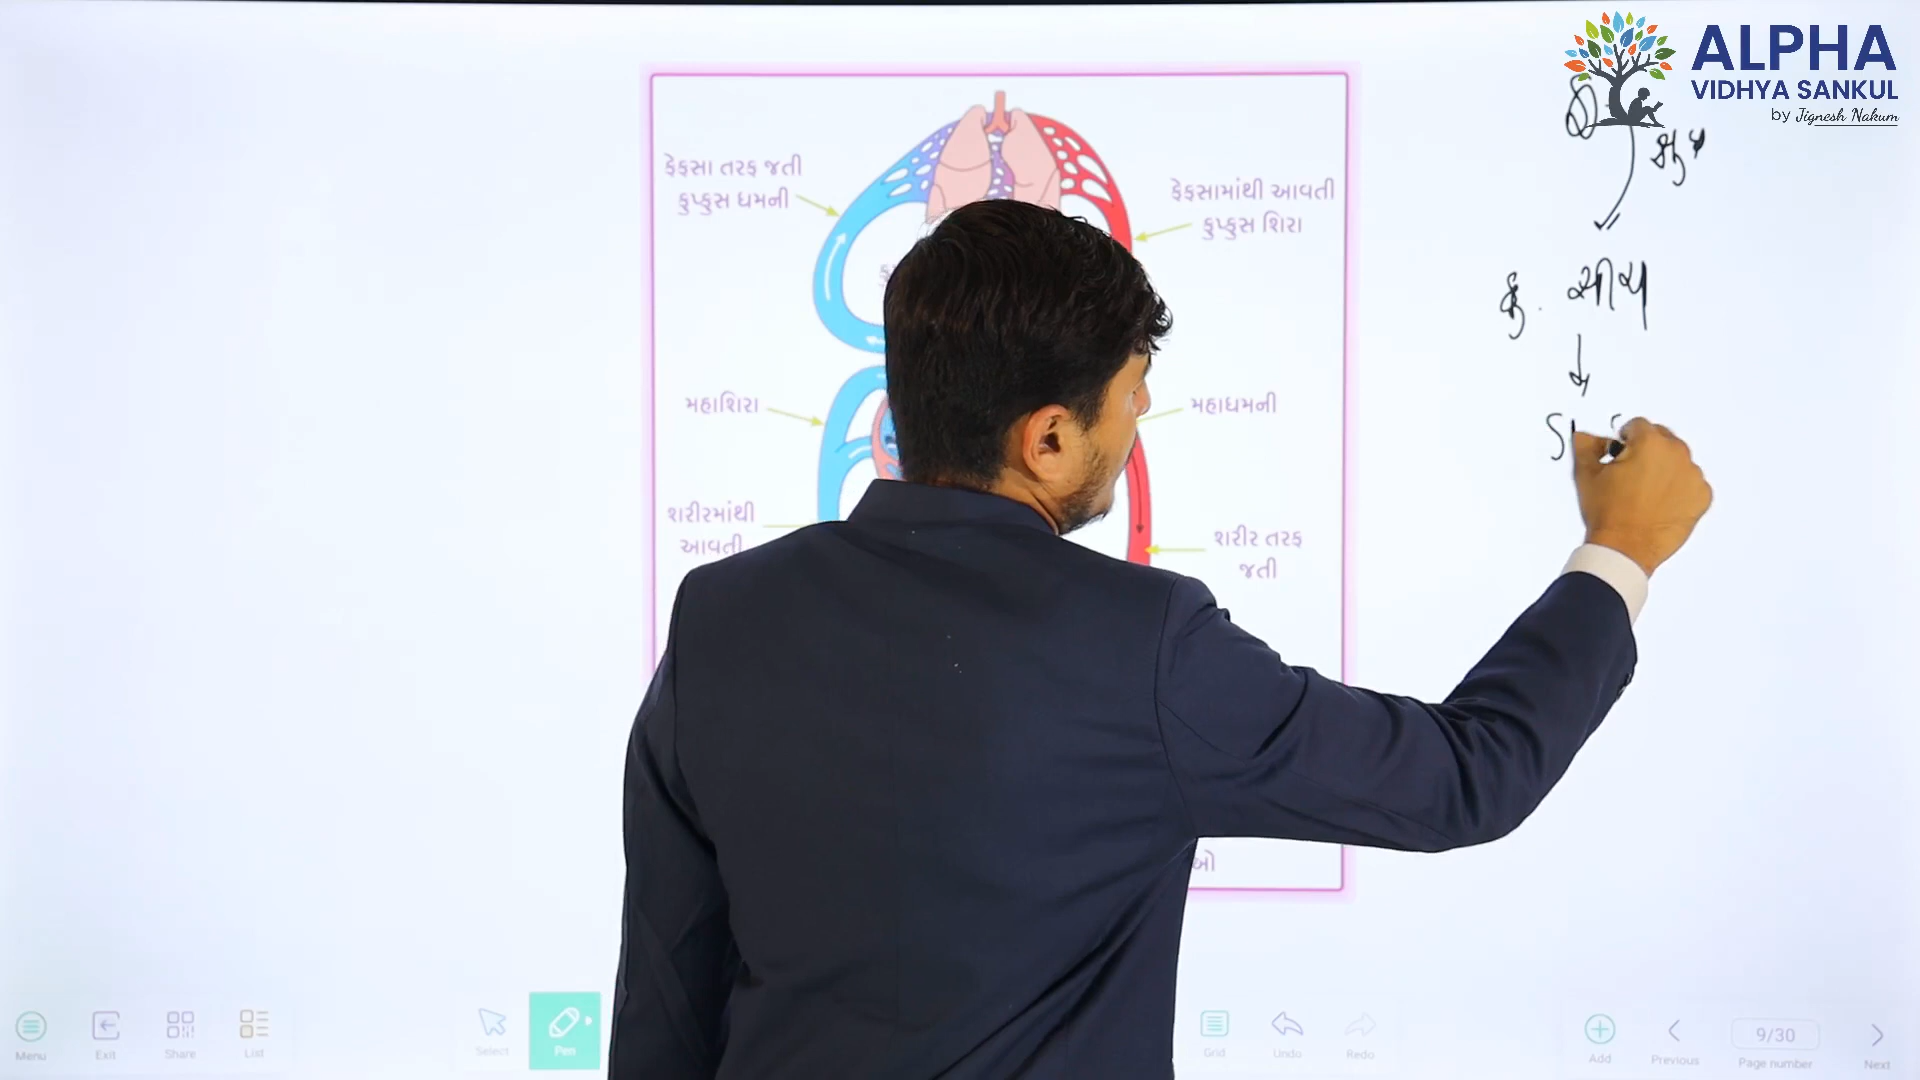 ALPHA
VIDHYA SANKUL
by Jignesh Nakum
ફેફસા તરફ જતી
ફુપ્ફુસ ધમની
ફેફસામાંથી આવતી
ફુપ્ફુસ શિરા
મહાશિરા
મહાધમની
શરીરમાંથી
આવતી
શરીર તરફ
જતી
Menu
Exit
Share
List
Select
Pen
Grid
Undo
Redo
Add
Previous
9/30
Page number
Next